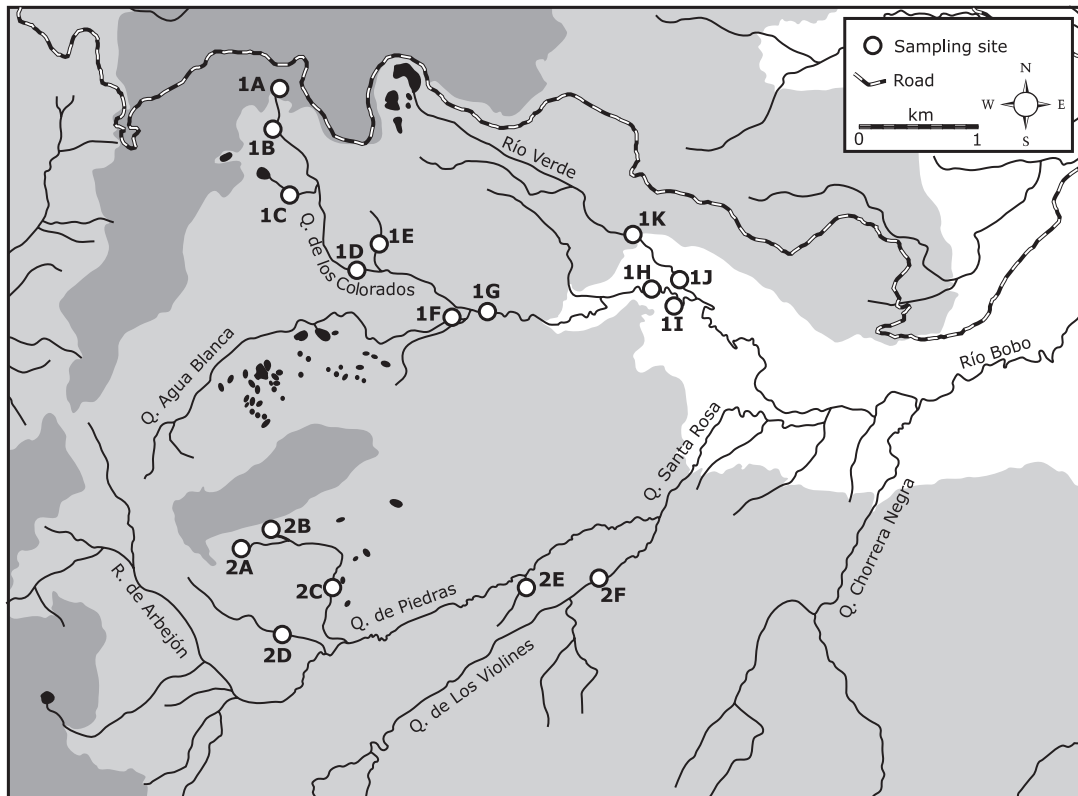 Sampling site
Road
km
0 1
N
W E
S
1A
1B
1C
1D
1E
1F
1G
1H
1I
1J
1K
Río Verde
Q. de los Colorados
Q. Agua Blanca
Río Bobo
Q. Santa Rosa
Q. Chorrera Negra
2A
2B
2C
2D
2E
2F
Q. de Piedras
R. de Arbejón
Q. de Los Violines